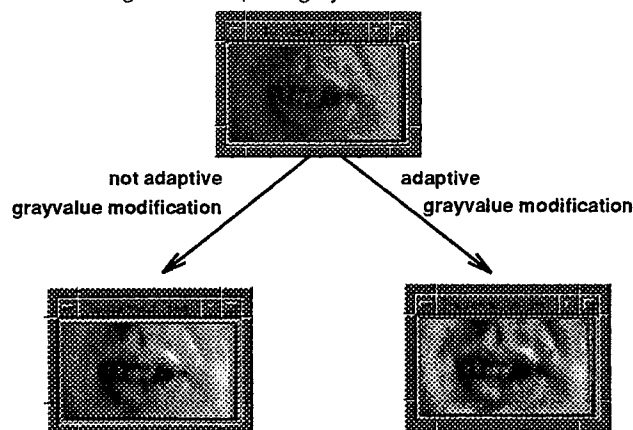 not adaptive
grayvalue modification
adaptive
grayvalue modification